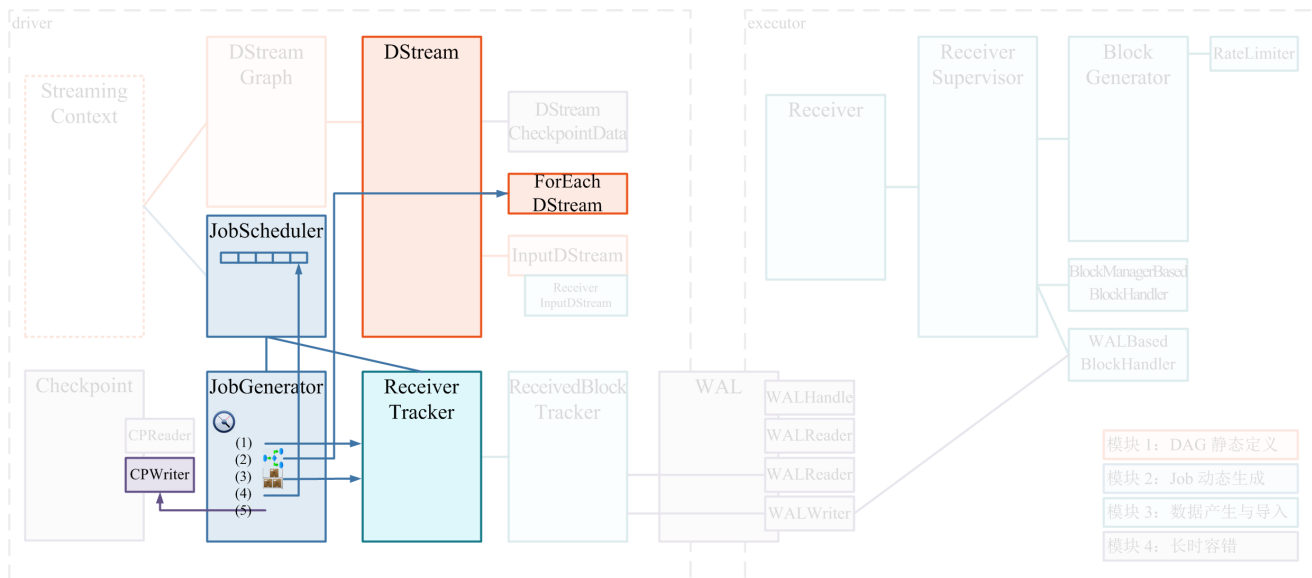 driver
executor
DStream
Graph
DStream
Streaming
Context
DStream
CheckpointData
ForEach
DStream
JobScheduler
InputDStream
Receiver
InputDStream
Receiver
Receiver
Supervisor
Block
Generator
RateLimiter
BlockManagerBased
BlockHandler
WALBased
BlockHandler
Checkpoint
CPReader
CPWriter
JobGenerator
(1)
(2)
(3)
(4)
(5)
Receiver
Tracker
ReceivedBlock
Tracker
WAL
WALHandle
WALReader
WALReader
WALWriter
模块 1：DAG 静态定义
模块 2：Job 动态生成
模块 3：数据产生与导入
模块 4：长时容错